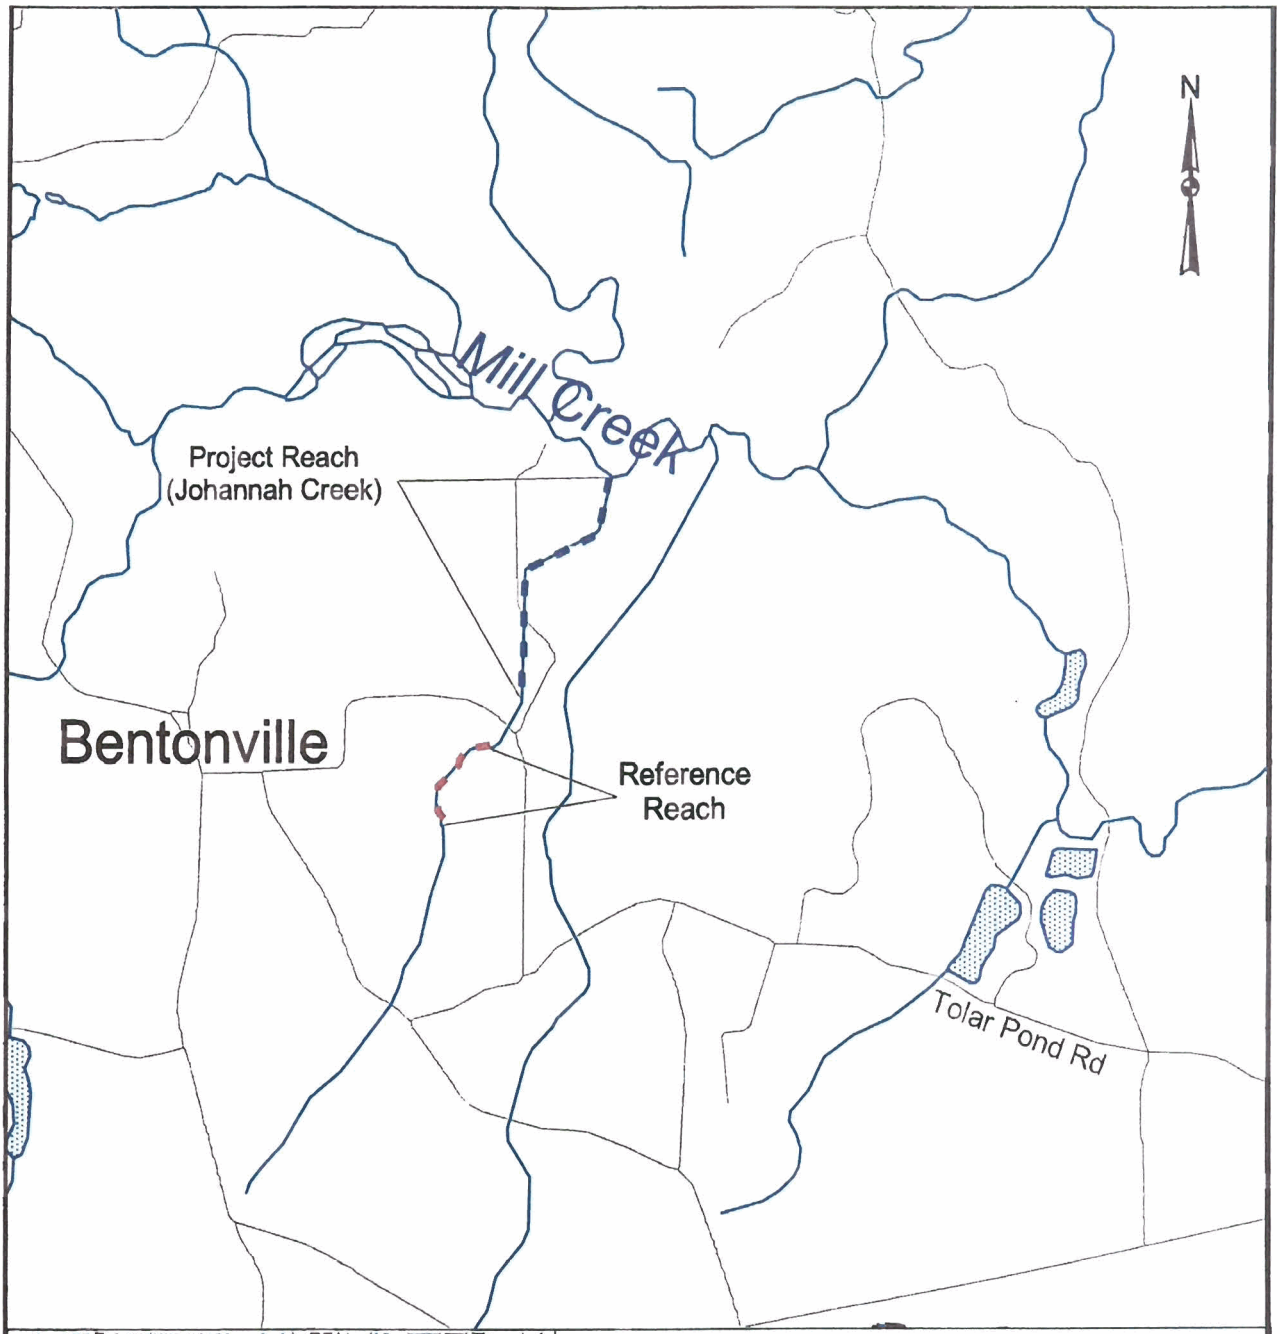 N
Mill Creek
Project Reach
(Johannah Creek)
Bentonville
Reference
Reach
Tolar Pond Rd